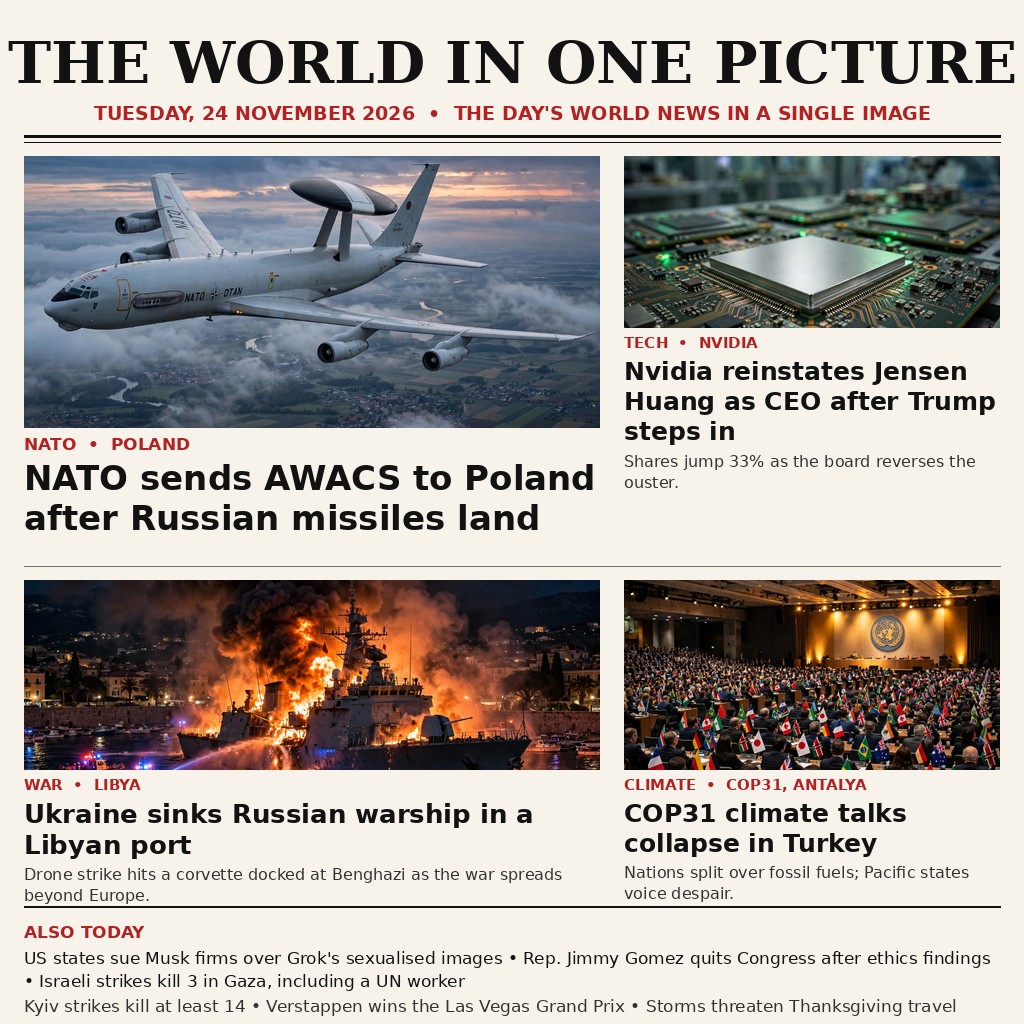 THE WORLD IN ONE PICTURE
TUESDAY, 24 NOVEMBER 2026 • THE DAY'S WORLD NEWS IN A SINGLE IMAGE
NATO
NATO OTAN
NATO • POLAND
NATO sends AWACS to Poland
after Russian missiles land
TECH • NVIDIA
Nvidia reinstates Jensen
Huang as CEO after Trump
steps in
Shares jump 33% as the board reverses the
ouster.
WAR • LIBYA
Ukraine sinks Russian warship in a
Libyan port
Drone strike hits a corvette docked at Benghazi as the war spreads
beyond Europe.
CLIMATE • COP31, ANTALYA
COP31 climate talks
collapse in Turkey
Nations split over fossil fuels; Pacific states
voice despair.
ALSO TODAY
US states sue Musk firms over Grok's sexualised images • Rep. Jimmy Gomez quits Congress after ethics findings
• Israeli strikes kill 3 in Gaza, including a UN worker
Kyiv strikes kill at least 14 • Verstappen wins the Las Vegas Grand Prix • Storms threaten Thanksgiving travel